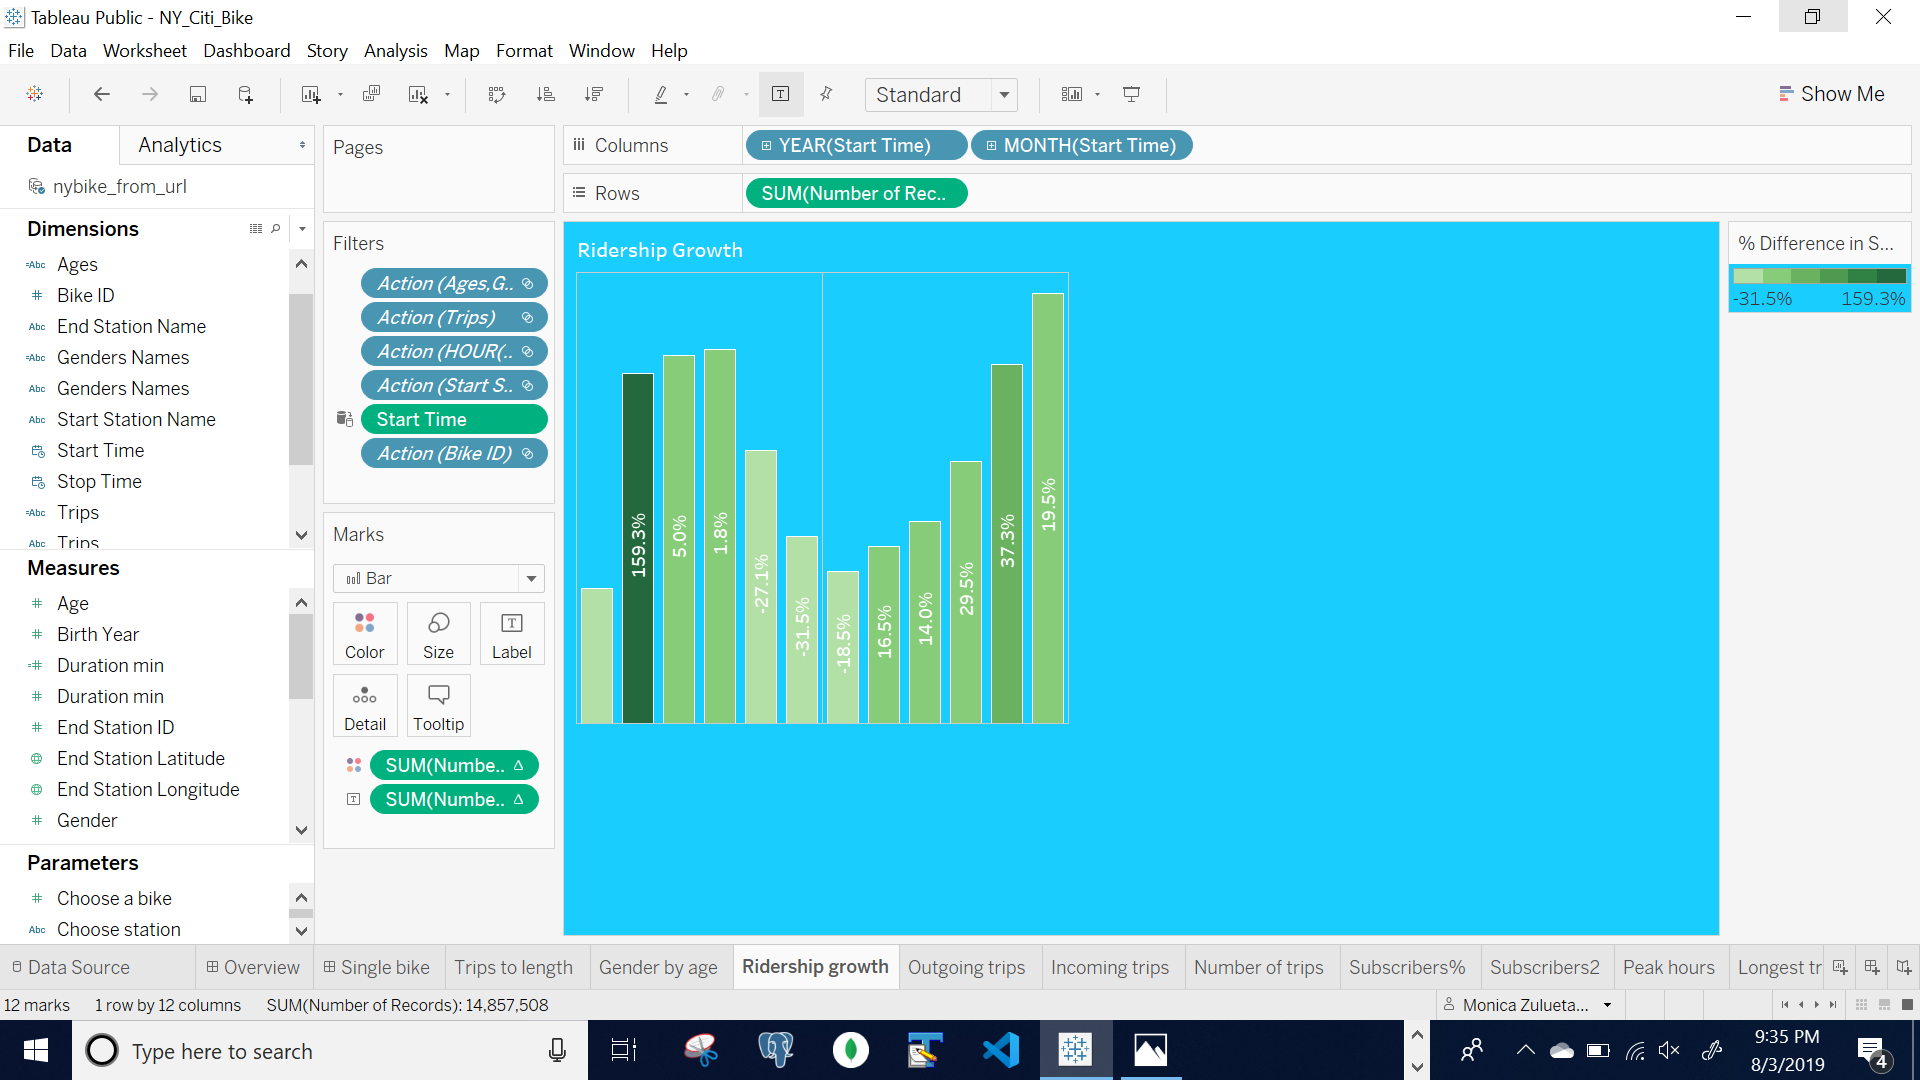 Tableau Public - NY_Citi_Bike
File Data Worksheet Dashboard Story Analysis Map Format Window Help
Standard
Show Me
Data
Analytics
nybike_from_url
Dimensions
=Abc Ages
# Bike ID
Abc End Station Name
=Abc Genders Names
Abc Genders Names
Abc Start Station Name
Start Time
Stop Time
=Abc Trips
Abc Trips
Measures
# Age
# Birth Year
=# Duration min
# Duration min
# End Station ID
End Station Latitude
End Station Longitude
# Gender
Parameters
# Choose a bike
Abc Choose station
Pages
Filters
Action (Ages,G..
Action (Trips)
Action (HOUR(..
Action (Start S..
Start Time
Action (Bike ID)
Marks
Bar
Color Size Label
Detail Tooltip
SUM(Numbe.. Δ
SUM(Numbe.. Δ
Columns YEAR(Start Time) MONTH(Start Time)
Rows SUM(Number of Rec..
Ridership Growth
159.3%
5.0%
1.8%
-27.1%
-31.5%
-18.5%
16.5%
14.0%
29.5%
37.3%
19.5%
% Difference in S...
-31.5% 159.3%
Data Source Overview Single bike Trips to length Gender by age Ridership growth Outgoing trips Incoming trips Number of trips Subscribers% Subscribers2 Peak hours Longest tr
12 marks 1 row by 12 columns SUM(Number of Records): 14,857,508
Monica Zulueta...
Type here to search
9:35 PM
8/3/2019
4